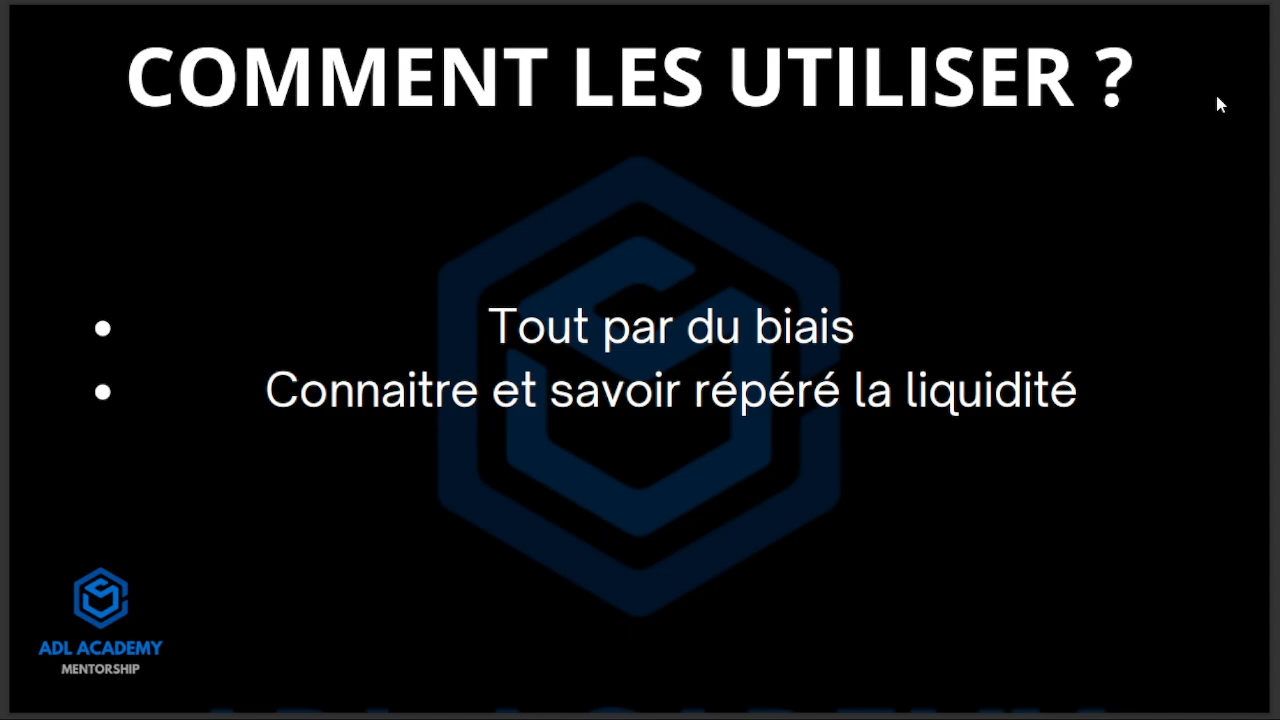 COMMENT LES UTILISER ?
Tout par du biais
Connaitre et savoir répéré la liquidité
ADL ACADEMY
MENTORSHIP